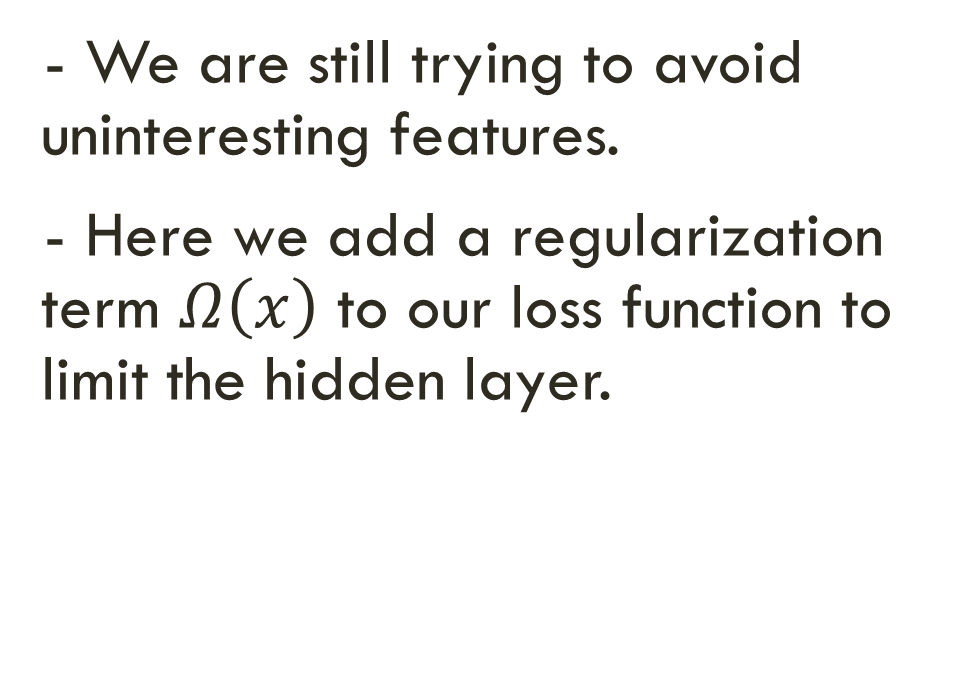 - We are still trying to avoid
uninteresting features.
- Here we add a regularization
term 𝛺(𝑥) to our loss function to
limit the hidden layer.